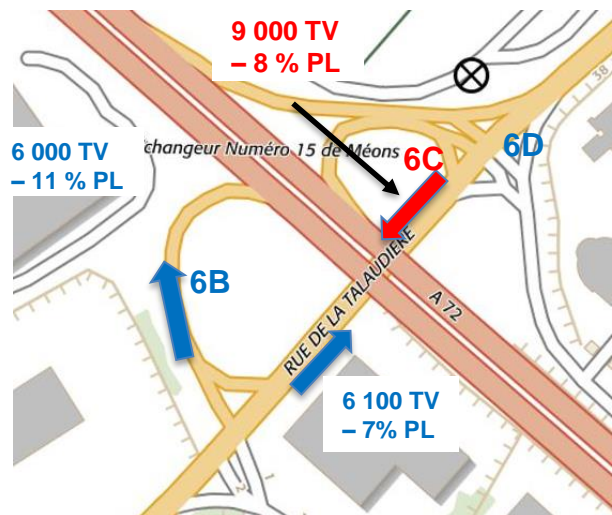 9 000 TV
– 8 % PL
6 000 TV
– 11 % PL
changeur Numéro 15 de Méons
6C
6D
38
6B
RUE DE LA TALAUDIÈRE
A 72
6 100 TV
– 7% PL